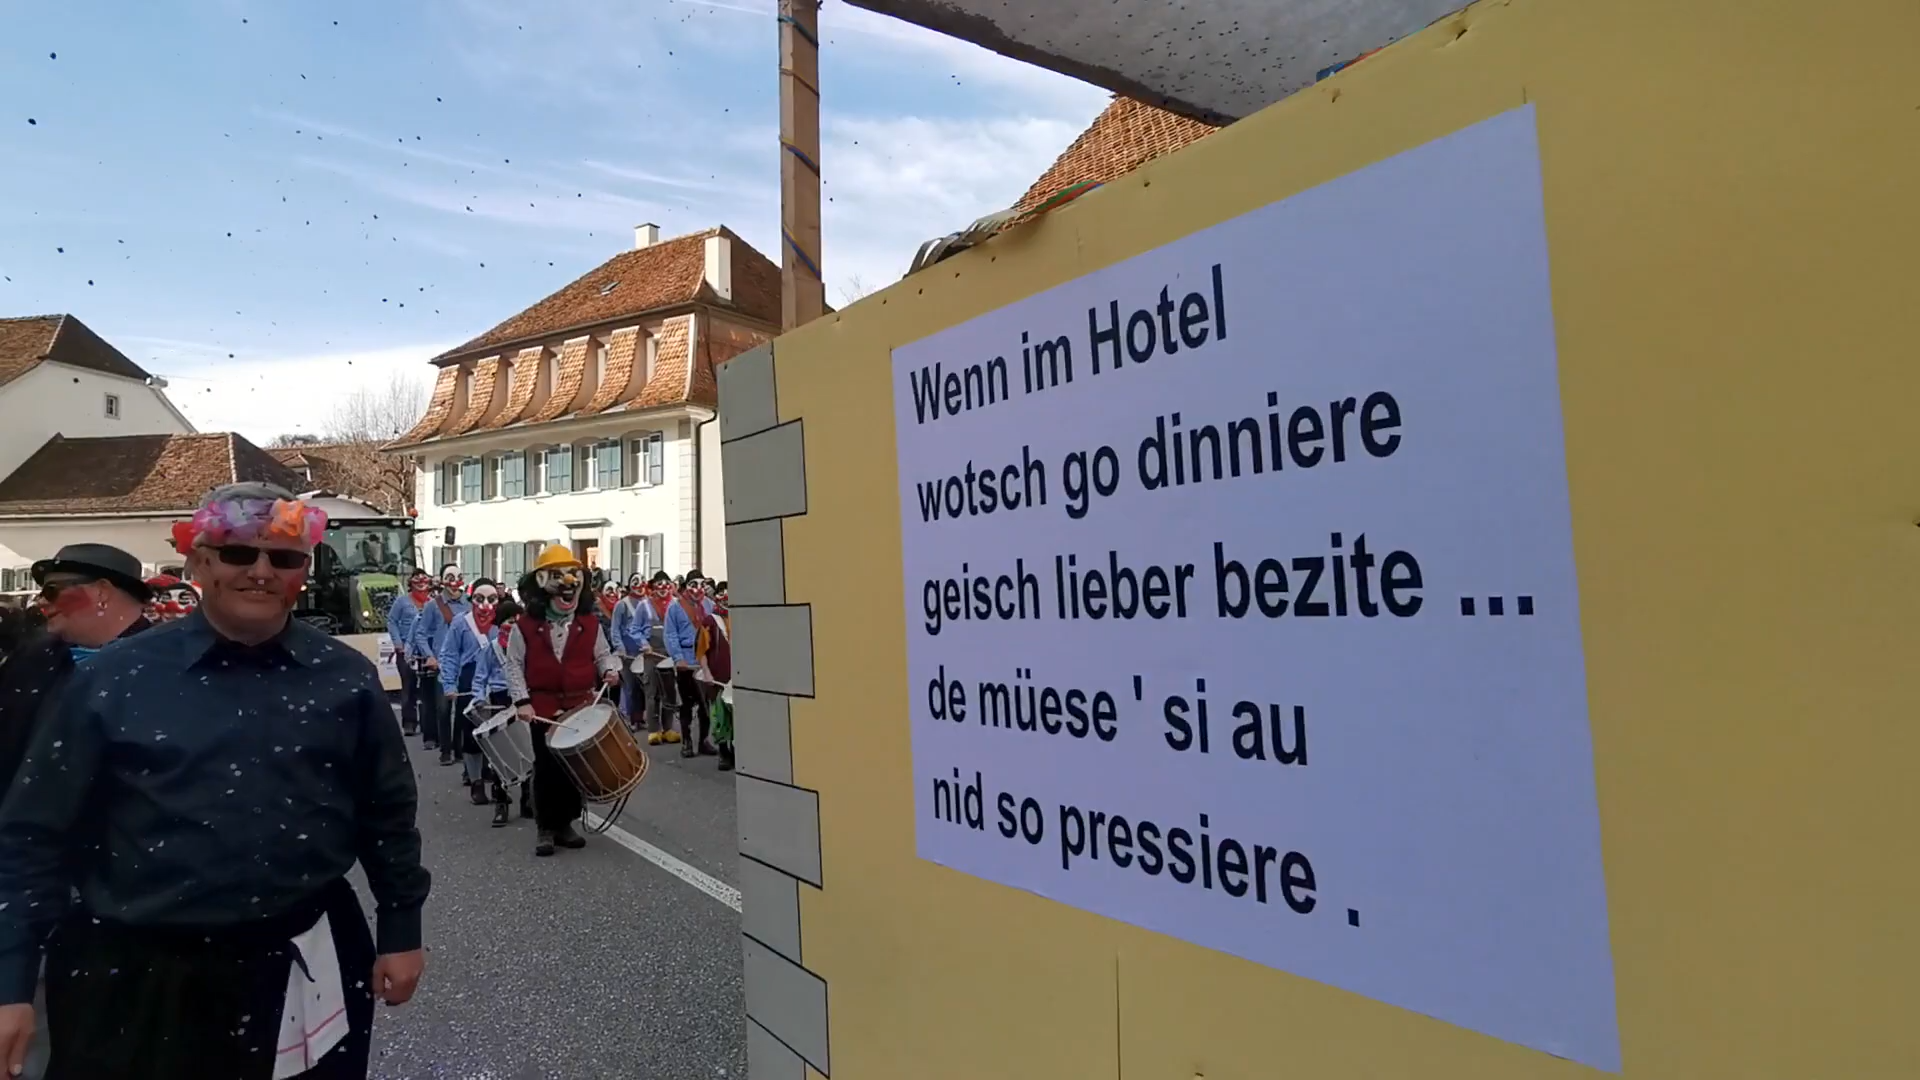 Wenn im Hotel
wotsch go dinniere
geisch lieber bezite ...
de müese ' si au
nid so pressiere .